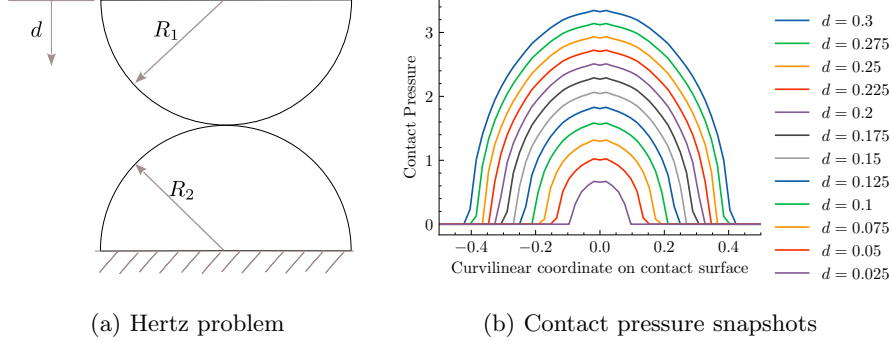 d
R₁
R₂
(a) Hertz problem
Contact Pressure
3
2
1
0
−0.4 −0.2 0.0 0.2 0.4
Curvilinear coordinate on contact surface
d = 0.3
d = 0.275
d = 0.25
d = 0.225
d = 0.2
d = 0.175
d = 0.15
d = 0.125
d = 0.1
d = 0.075
d = 0.05
d = 0.025
(b) Contact pressure snapshots